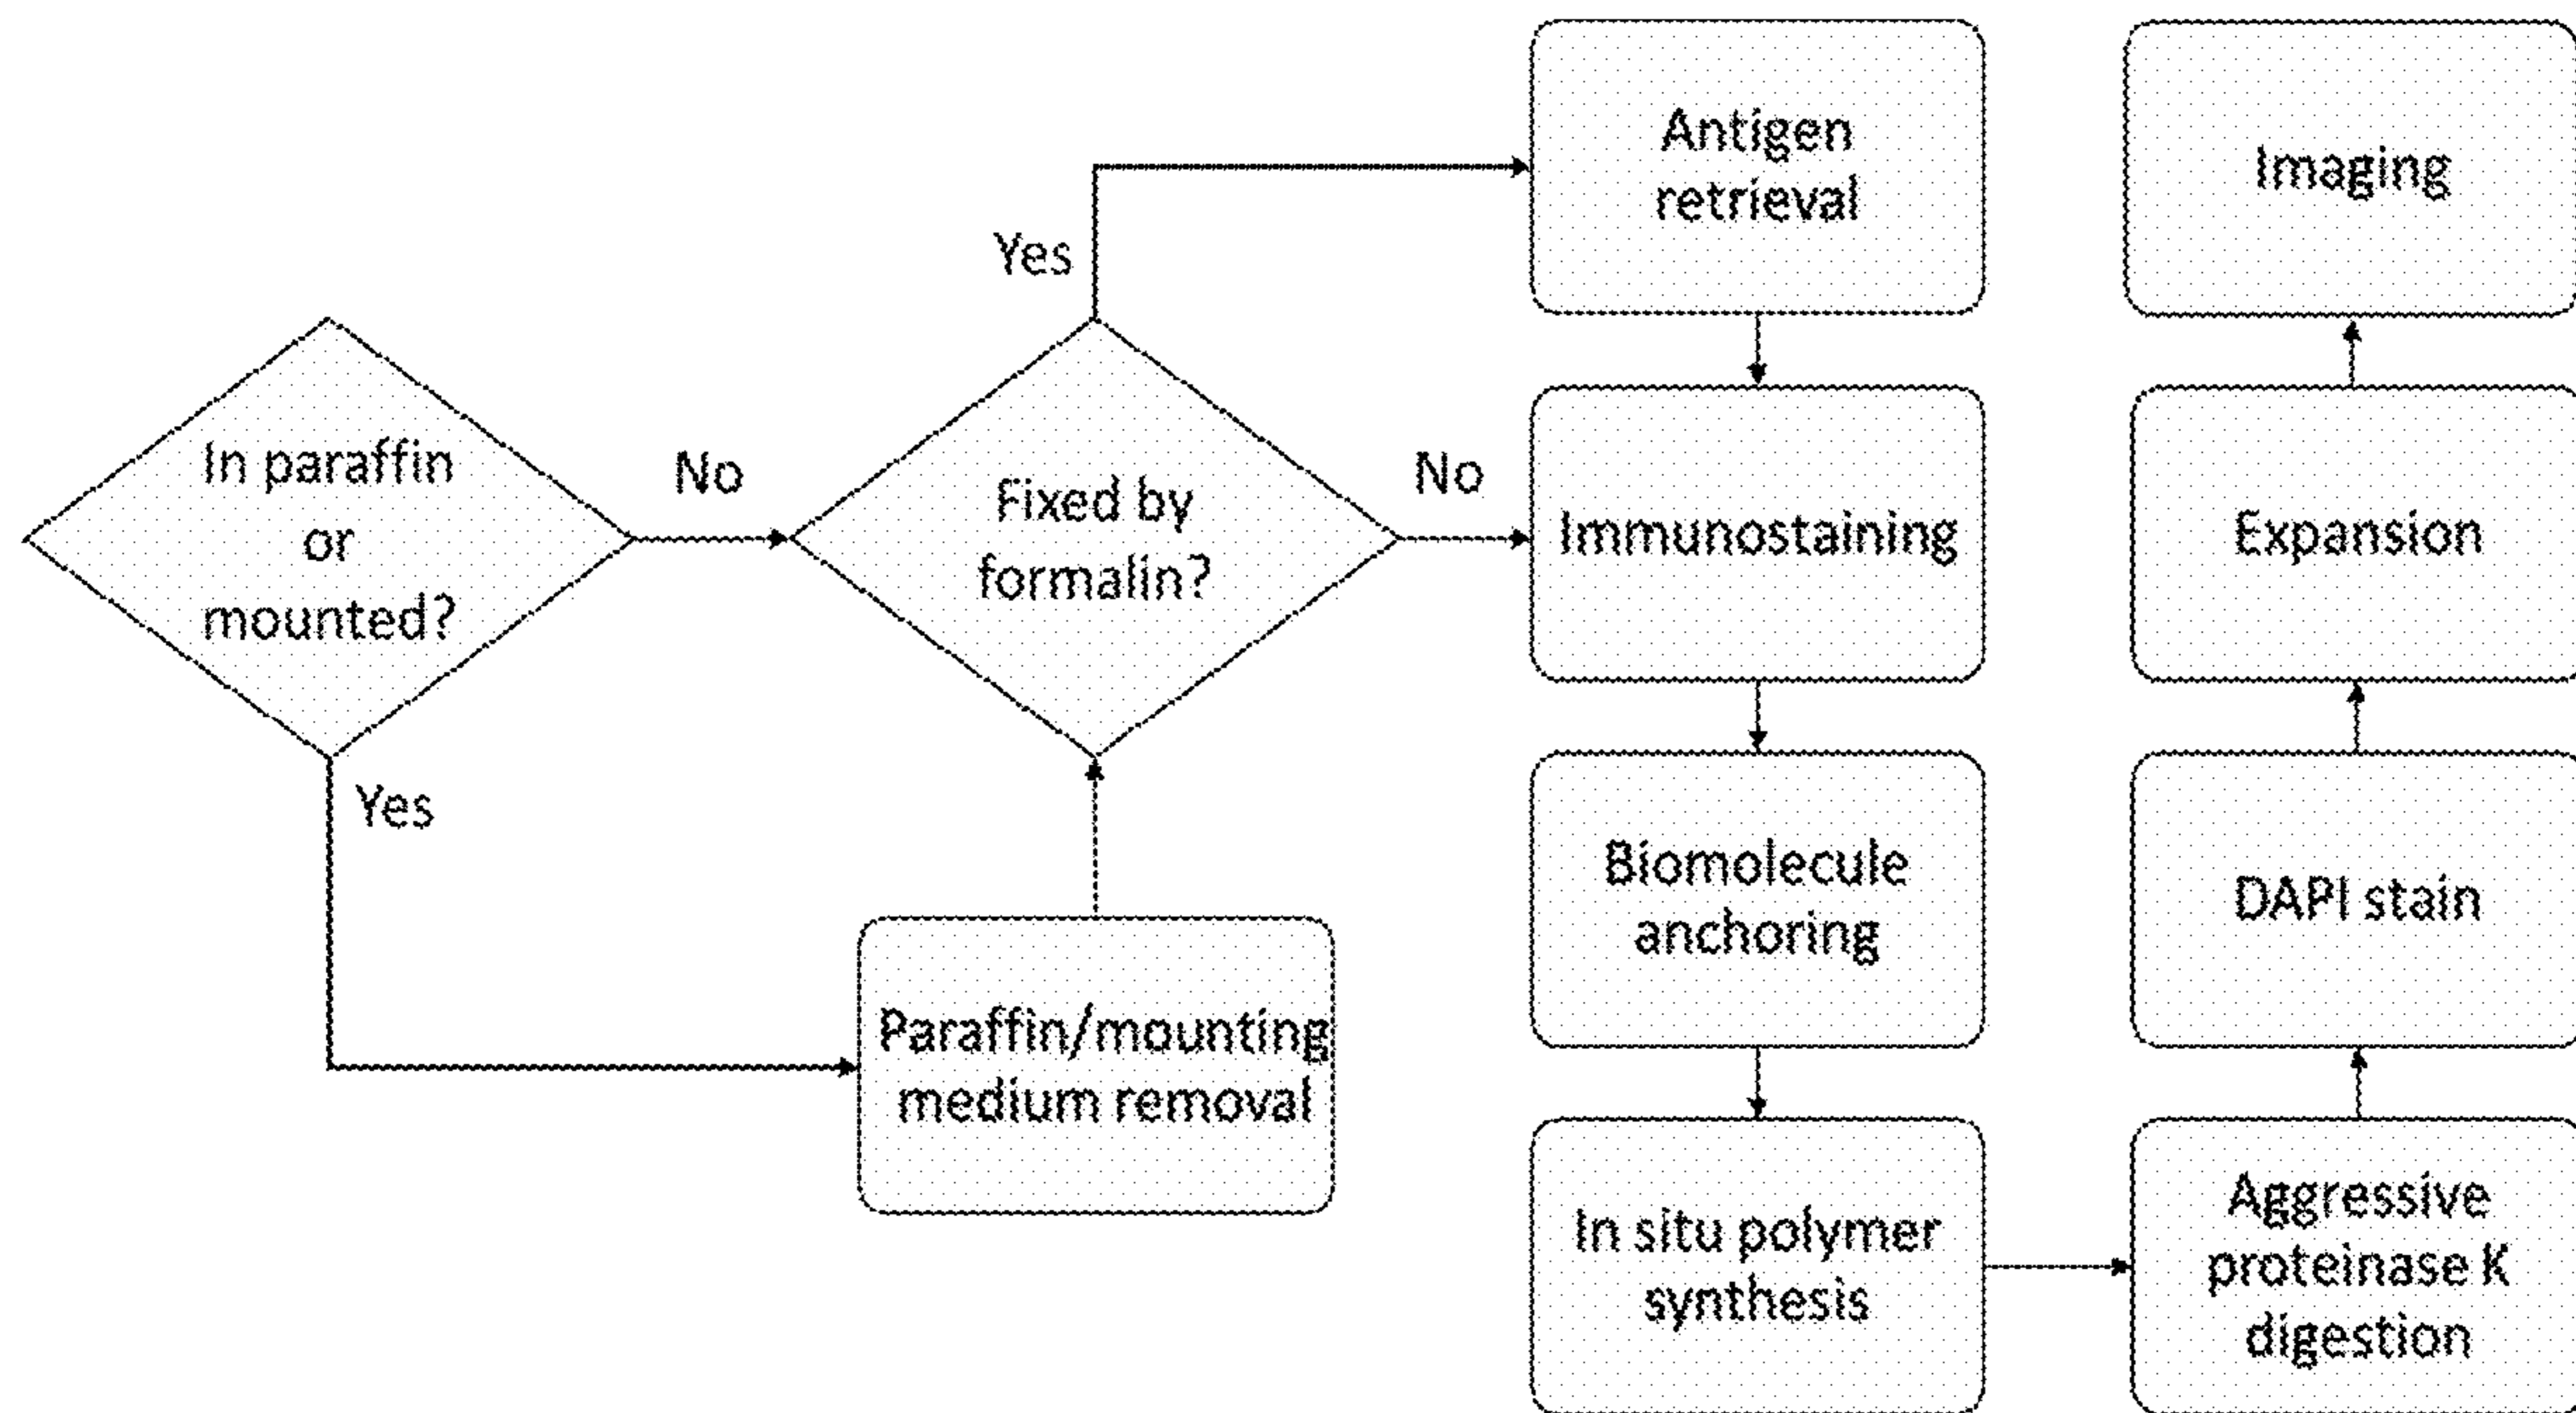 In paraffin
or
mounted?
No
Yes
Paraffin/mounting
medium removal
Fixed by
formalin?
Yes
No
Antigen
retrieval
Immunostaining
Biomolecule
anchoring
In situ polymer
synthesis
Aggressive
proteinase K
digestion
DAPI stain
Expansion
Imaging